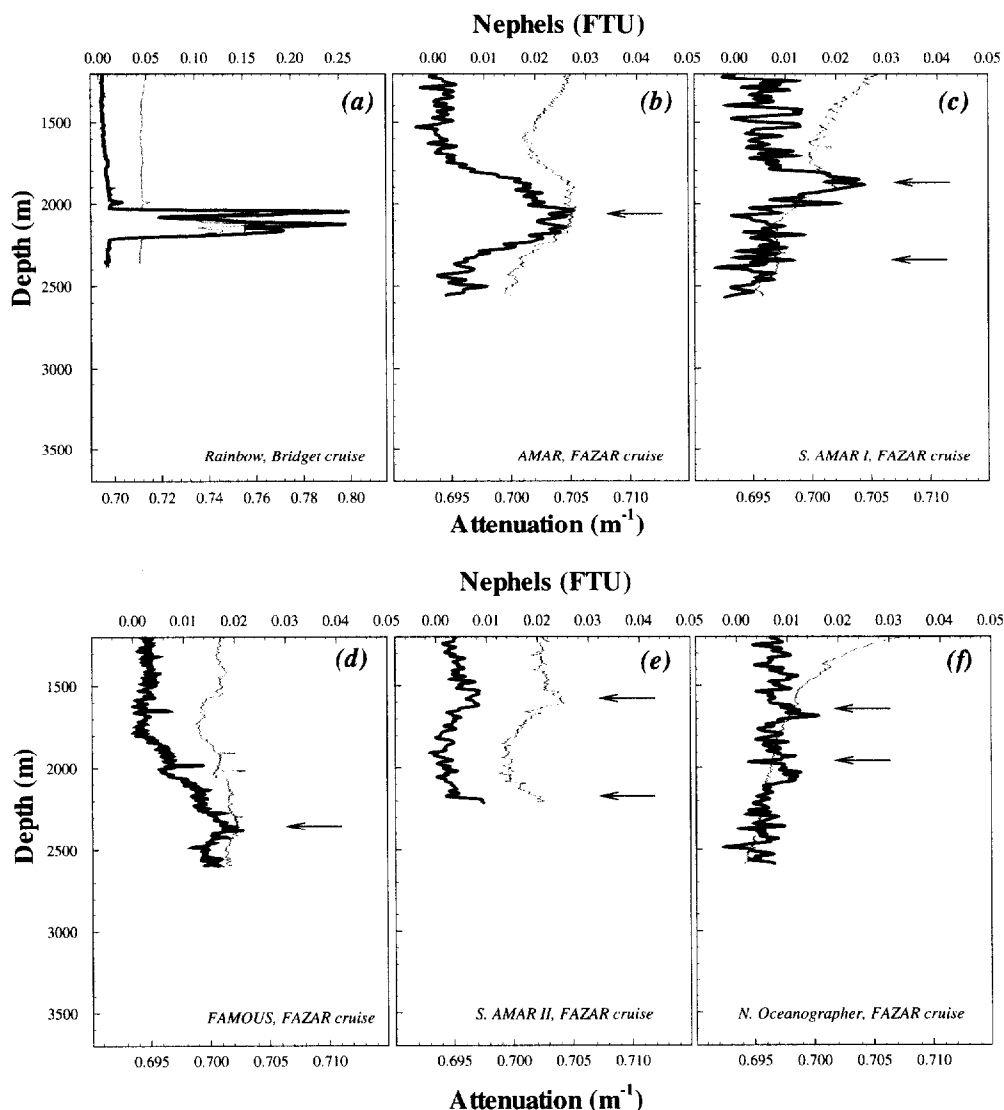 Nephels (FTU)
0.00 0.05 0.10 0.15 0.20 0.25 0.00 0.01 0.02 0.03 0.04 0.05 0.00 0.01 0.02 0.03 0.04 0.05
(a) (b) (c)
1500
2000
2500
3000
3500
Depth (m)
Rainbow, Bridget cruise AMAR, FAZAR cruise S. AMAR I, FAZAR cruise
0.70 0.72 0.74 0.76 0.78 0.80 0.695 0.700 0.705 0.710 0.695 0.700 0.705 0.710
Attenuation (m-1)
Nephels (FTU)
0.00 0.01 0.02 0.03 0.04 0.05 0.00 0.01 0.02 0.03 0.04 0.05 0.00 0.01 0.02 0.03 0.04 0.05
(d) (e) (f)
1500
2000
2500
3000
3500
Depth (m)
FAMOUS, FAZAR cruise S. AMAR II, FAZAR cruise N. Oceanographer, FAZAR cruise
0.695 0.700 0.705 0.710 0.695 0.700 0.705 0.710 0.695 0.700 0.705 0.710
Attenuation (m-1)